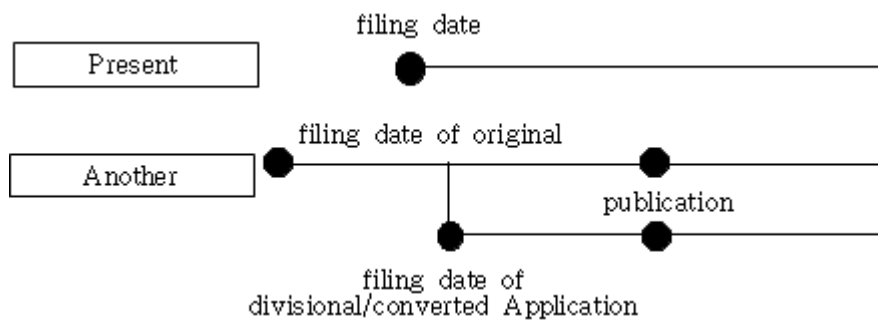 filing date
Present
filing date of original
Another
publication
filing date of
divisional/converted Application